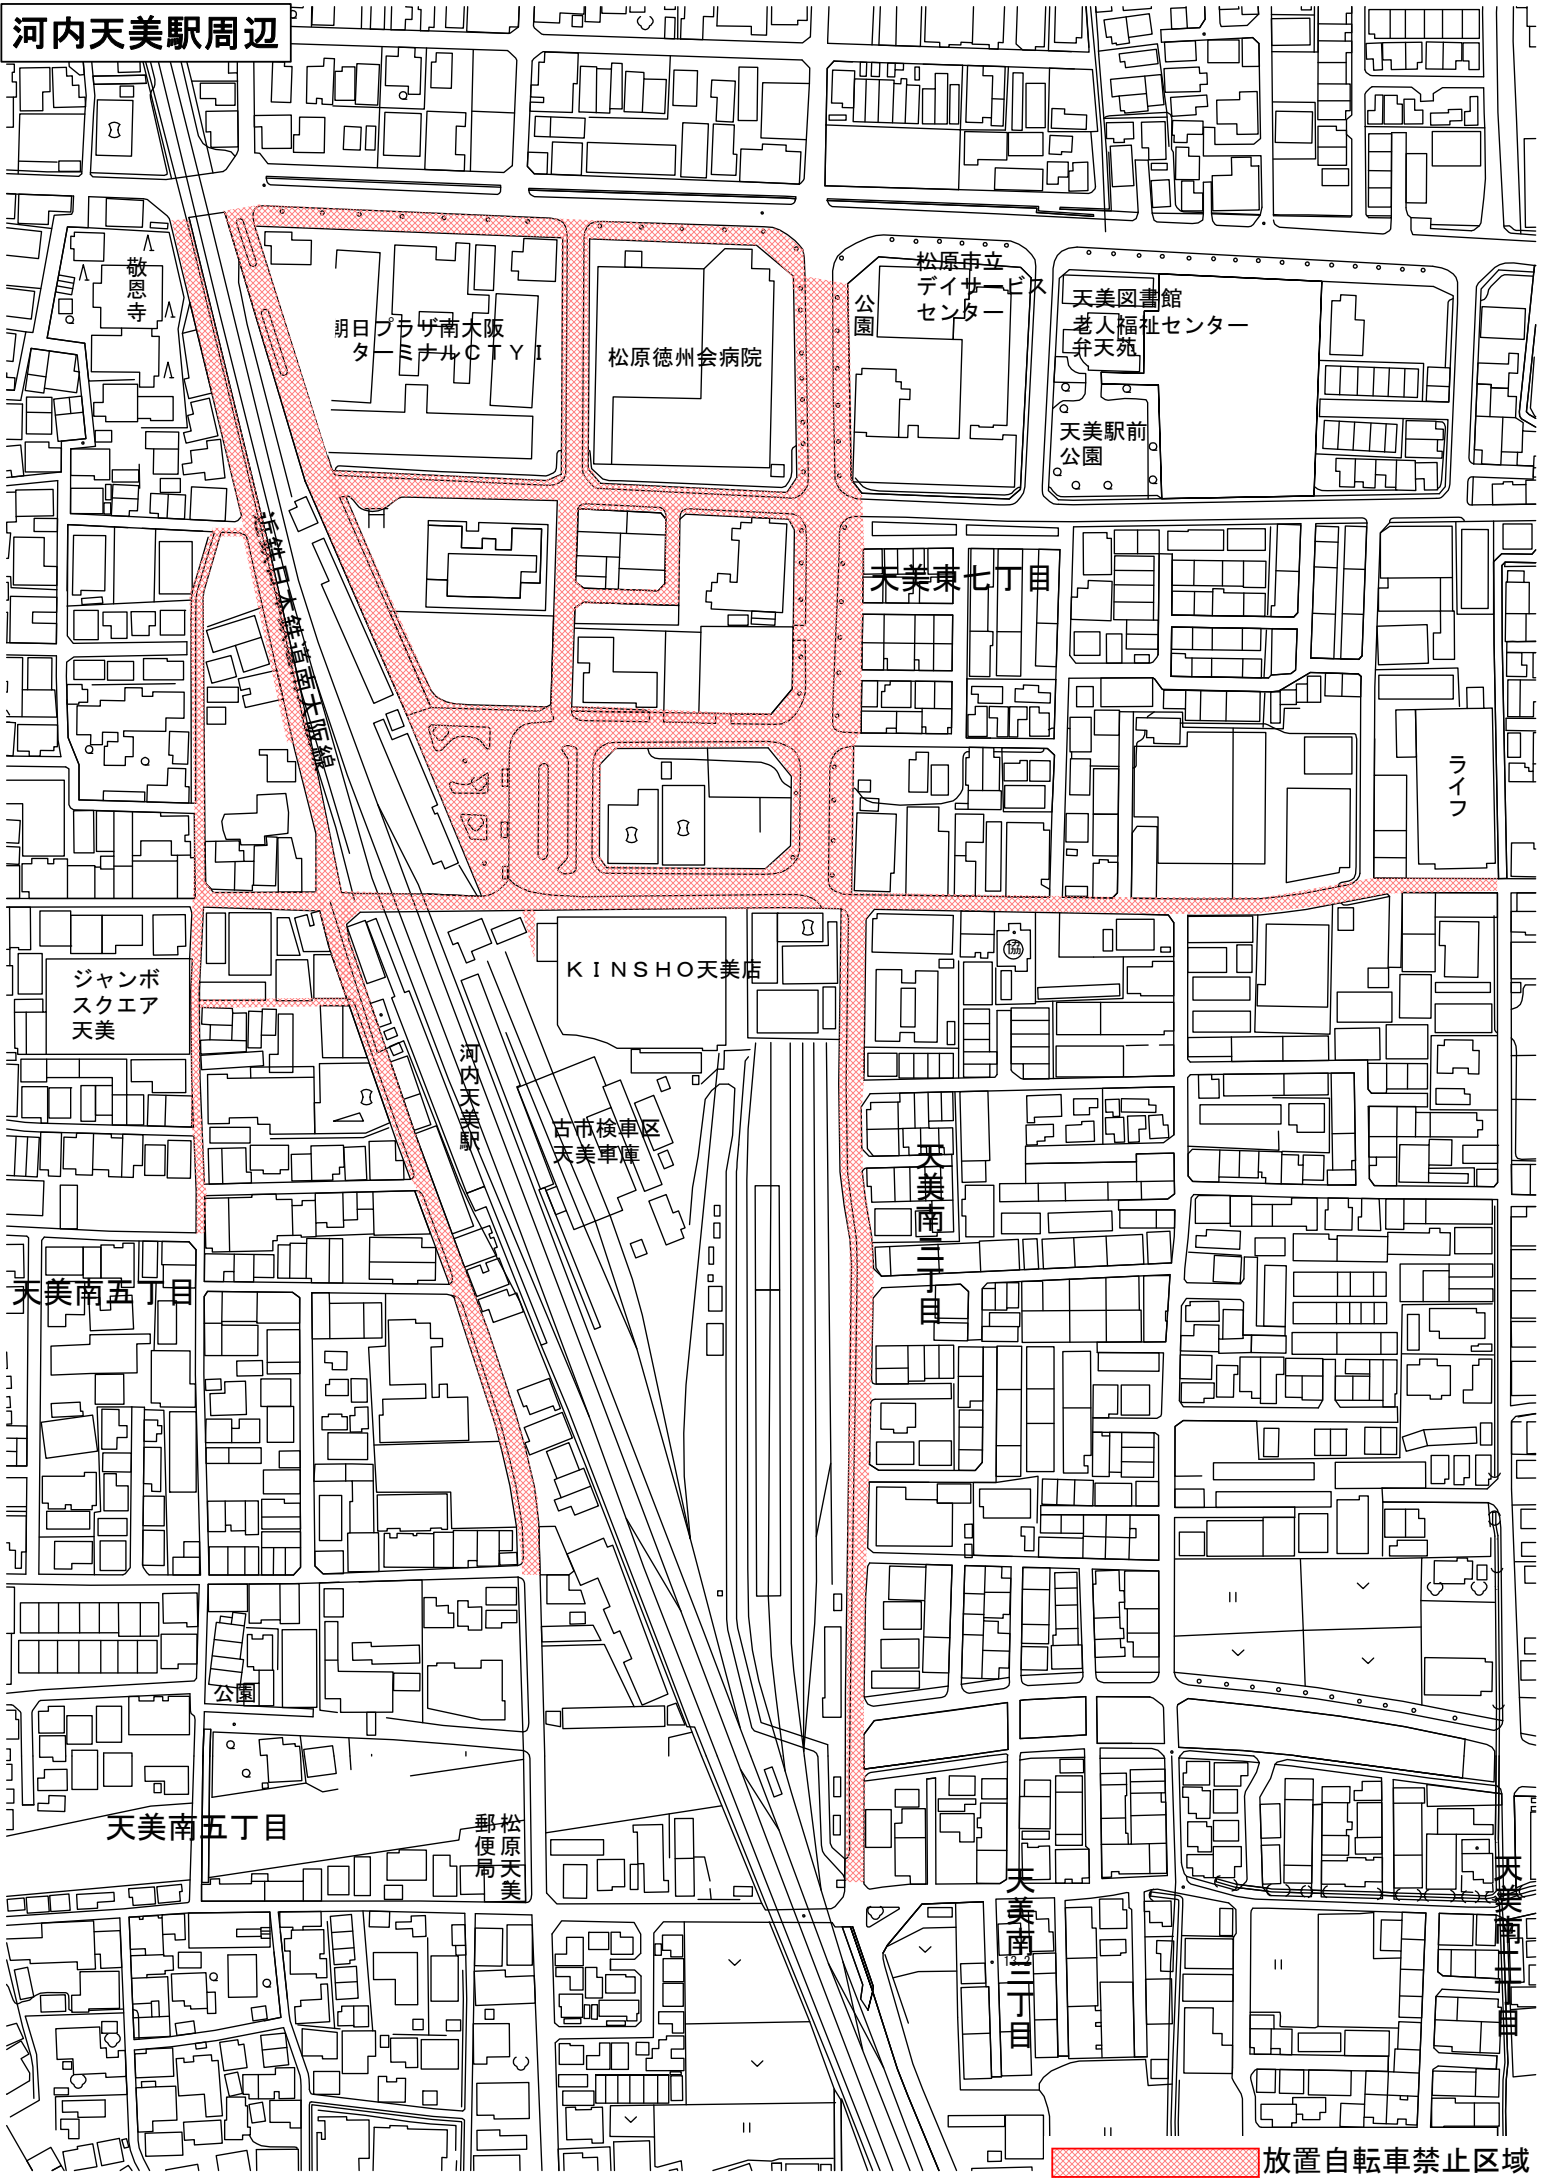 河内天美駅周辺
敬恩寺
朝日プラザ南大阪
ターミナルCTYI
松原徳州会病院
公園
松原市立
デイサービス
センター
天美図書館
老人福祉センター
弁天苑
天美駅前
公園
近鉄日本鉄道南大阪線
天美東七丁目
ライフ
KINSHO天美店
協
ジャンボ
スクエア
天美
河内天美駅
古市検車区
天美車庫
天美南三丁目
天美南五丁目
公園
天美南五丁目
松原天美
郵便局
天美南三丁目
13.2
天美南二丁目
放置自転車禁止区域